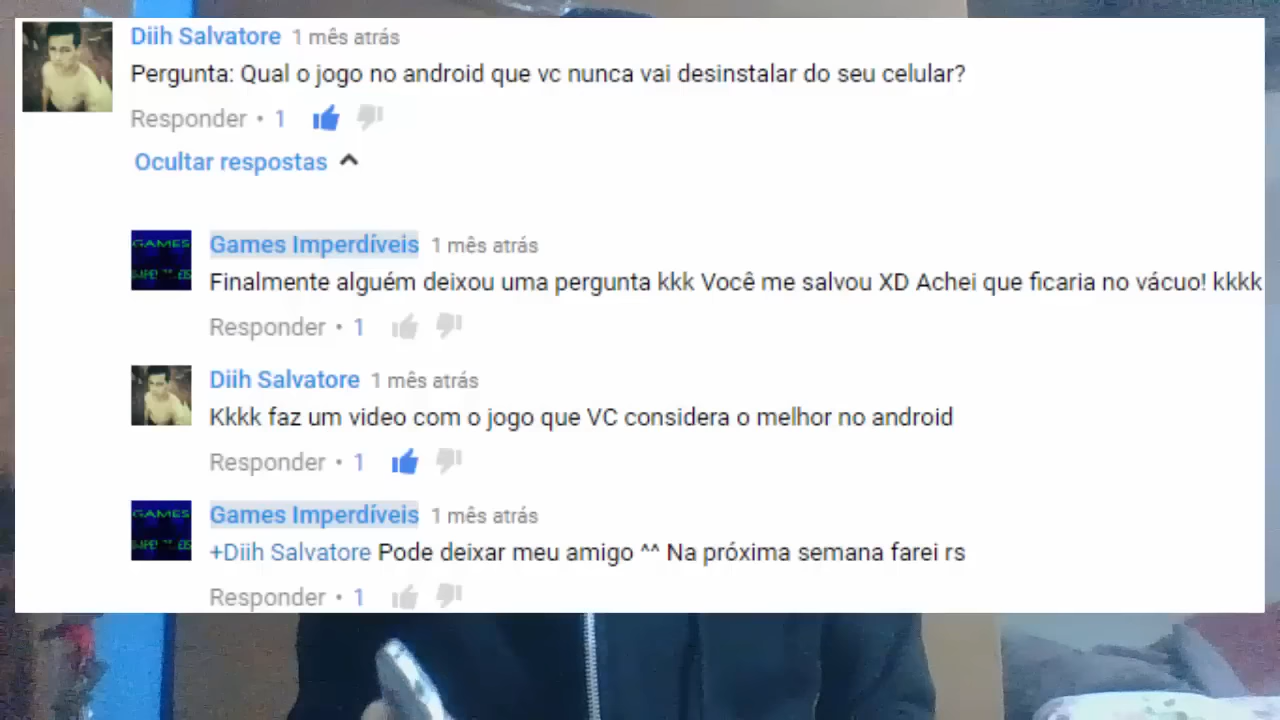 Diih Salvatore 1 mês atrás
Pergunta: Qual o jogo no android que vc nunca vai desinstalar do seu celular?
Responder • 1
Ocultar respostas
GAMES
Games Imperdíveis 1 mês atrás
Finalmente alguém deixou uma pergunta kkk Você me salvou XD Achei que ficaria no vácuo! kkkk
Responder • 1
Diih Salvatore 1 mês atrás
Kkkk faz um video com o jogo que VC considera o melhor no android
Responder • 1
GAMES
Games Imperdíveis 1 mês atrás
+Diih Salvatore Pode deixar meu amigo ^^ Na próxima semana farei rs
Responder • 1